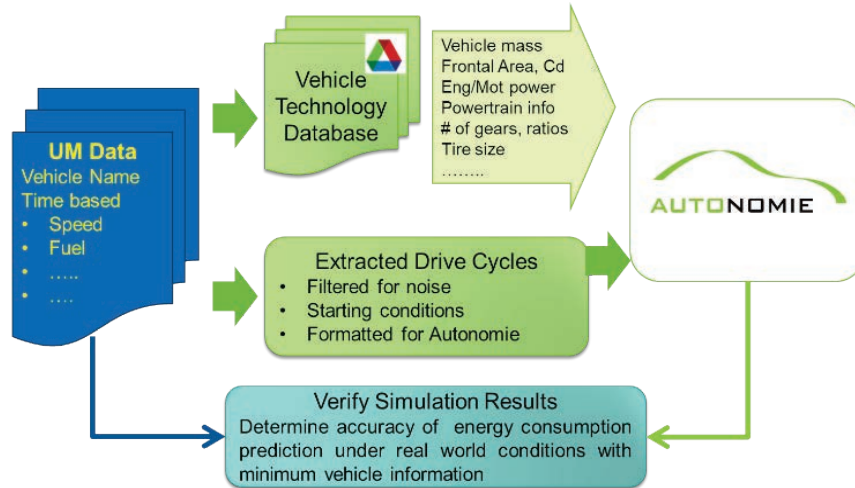 UM Data
Vehicle Name
Time based
• Speed
• Fuel
• .....
• ....
Vehicle
Technology
Database
Vehicle mass
Frontal Area, Cd
Eng/Mot power
Powertrain info
# of gears, ratios
Tire size
........
AUTONOMIE
Extracted Drive Cycles
• Filtered for noise
• Starting conditions
• Formatted for Autonomie
Verify Simulation Results
Determine accuracy of energy consumption
prediction under real world conditions with
minimum vehicle information